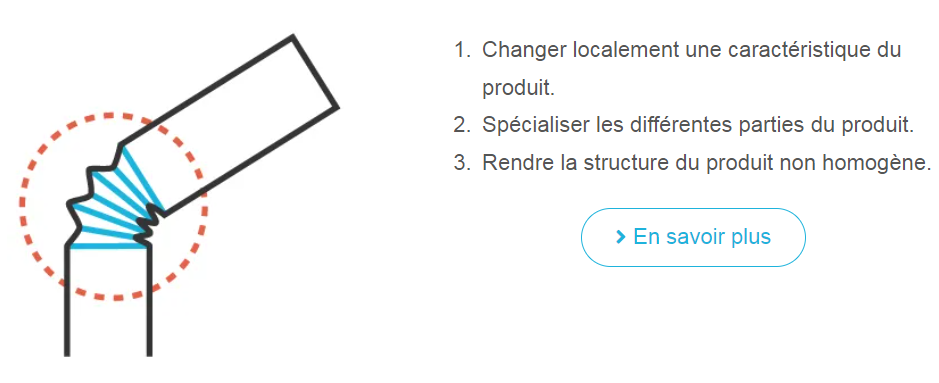 1. Changer localement une caractéristique du
produit.
2. Spécialiser les différentes parties du produit.
3. Rendre la structure du produit non homogène.
En savoir plus